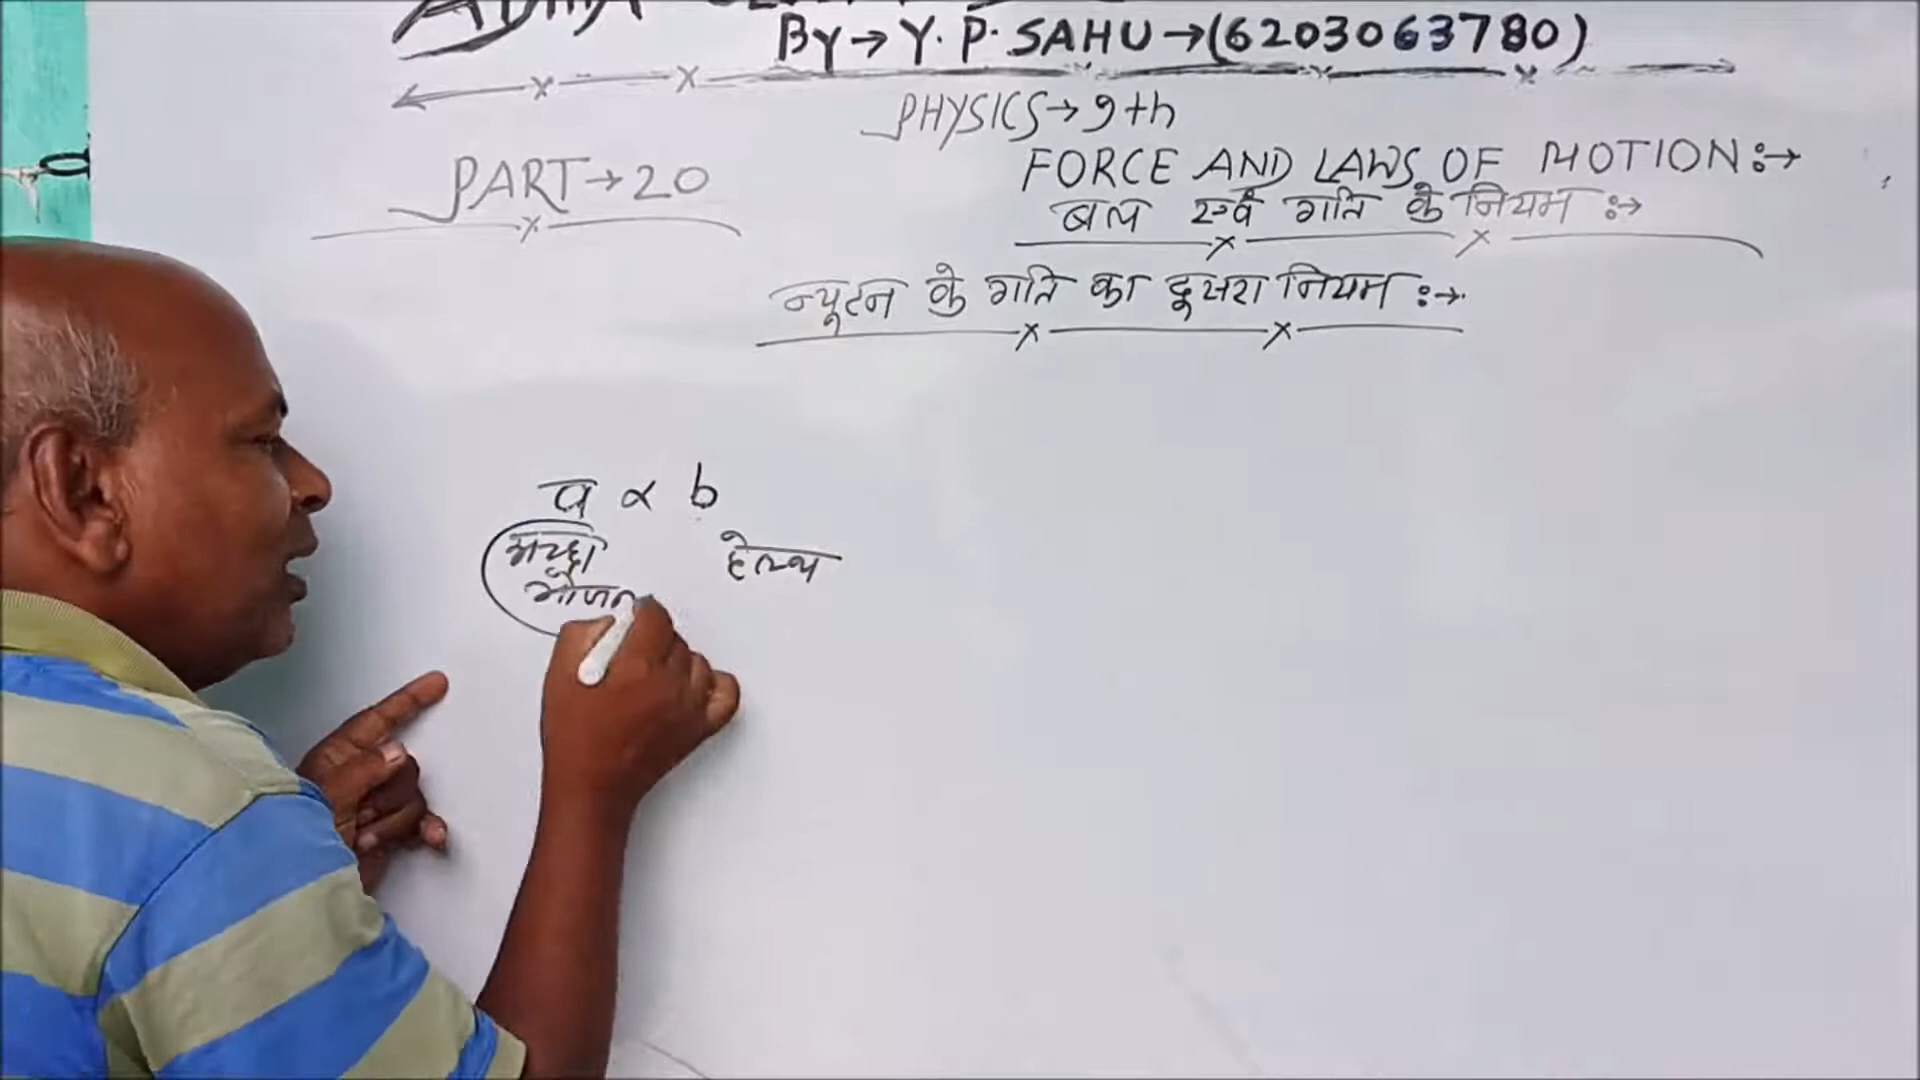 By → Y. P. SAHU → (6203063780)
PHYSICS → 9th
PART → 20
FORCE AND LAWS OF MOTION :→
बल एवं गति के नियम :→
न्यूटन के गति का दूसरा नियम :→
a ∝ b
अच्छा हेल्थ
भोजन